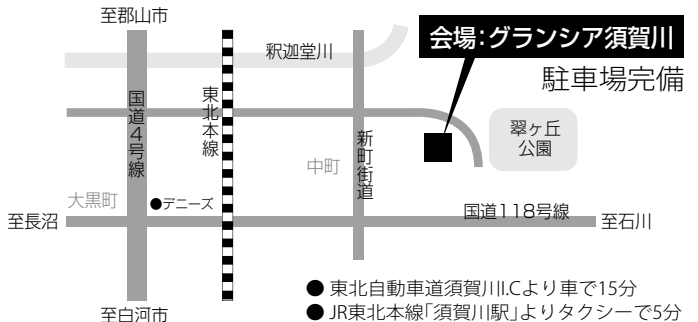 至郡山市
会場：グランシア須賀川
駐車場完備
釈迦堂川
国道4号線
東北本線
新町街道
中町
翠ヶ丘
公園
大黒町
●デニーズ
国道118号線
至長沼
至石川
至白河市
● 東北自動車道須賀川I.Cより車で15分
● JR東北本線「須賀川駅」よりタクシーで5分